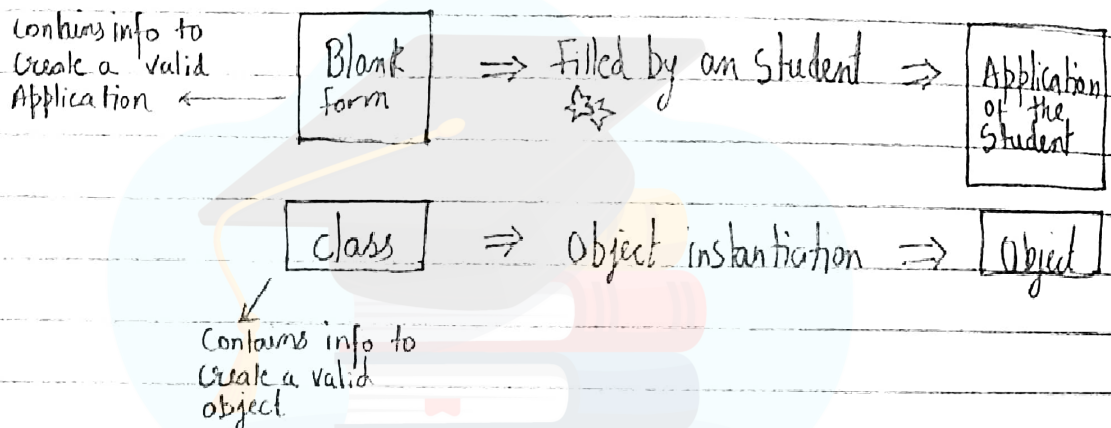 Contains info to
Create a valid
Application
Blank
form
⇒ Filled by an Student ⇒
Application
of the
Student
class ⇒ Object instantiation ⇒ Object
Contains info to
Create a valid
object